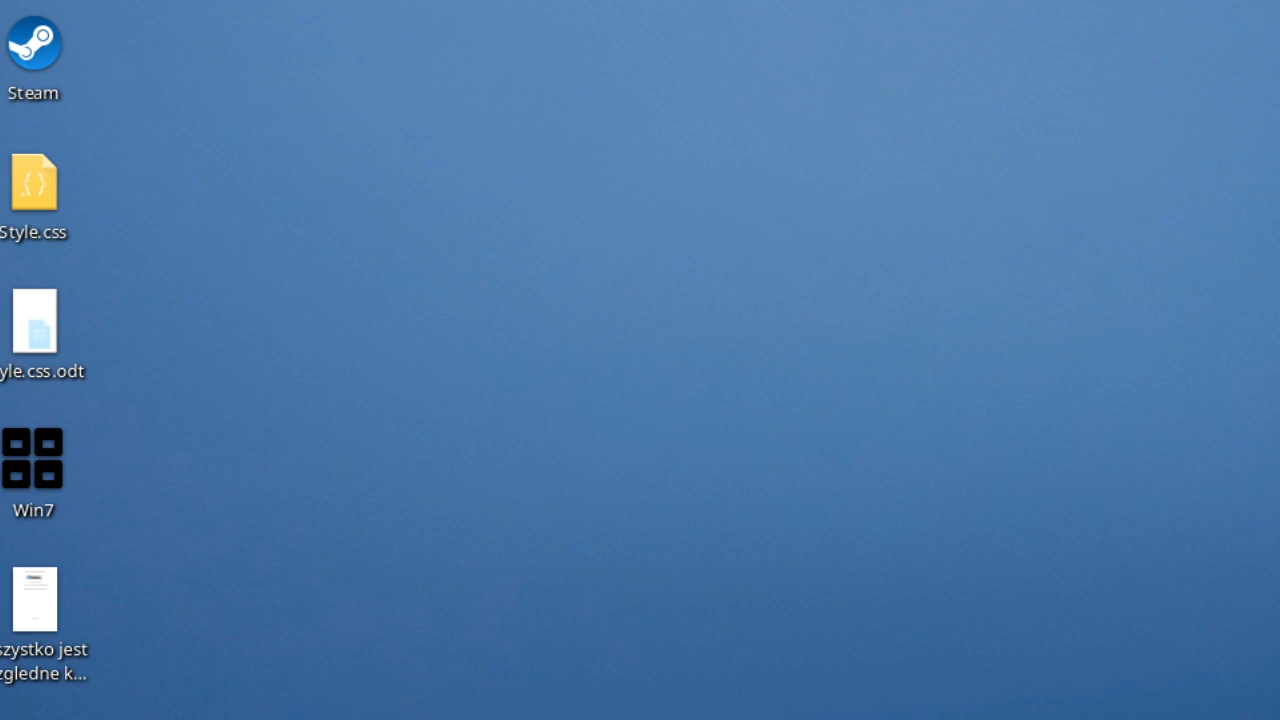 Steam
Style.css
yle.css.odt
Win7
szystko jest
zgledne k...